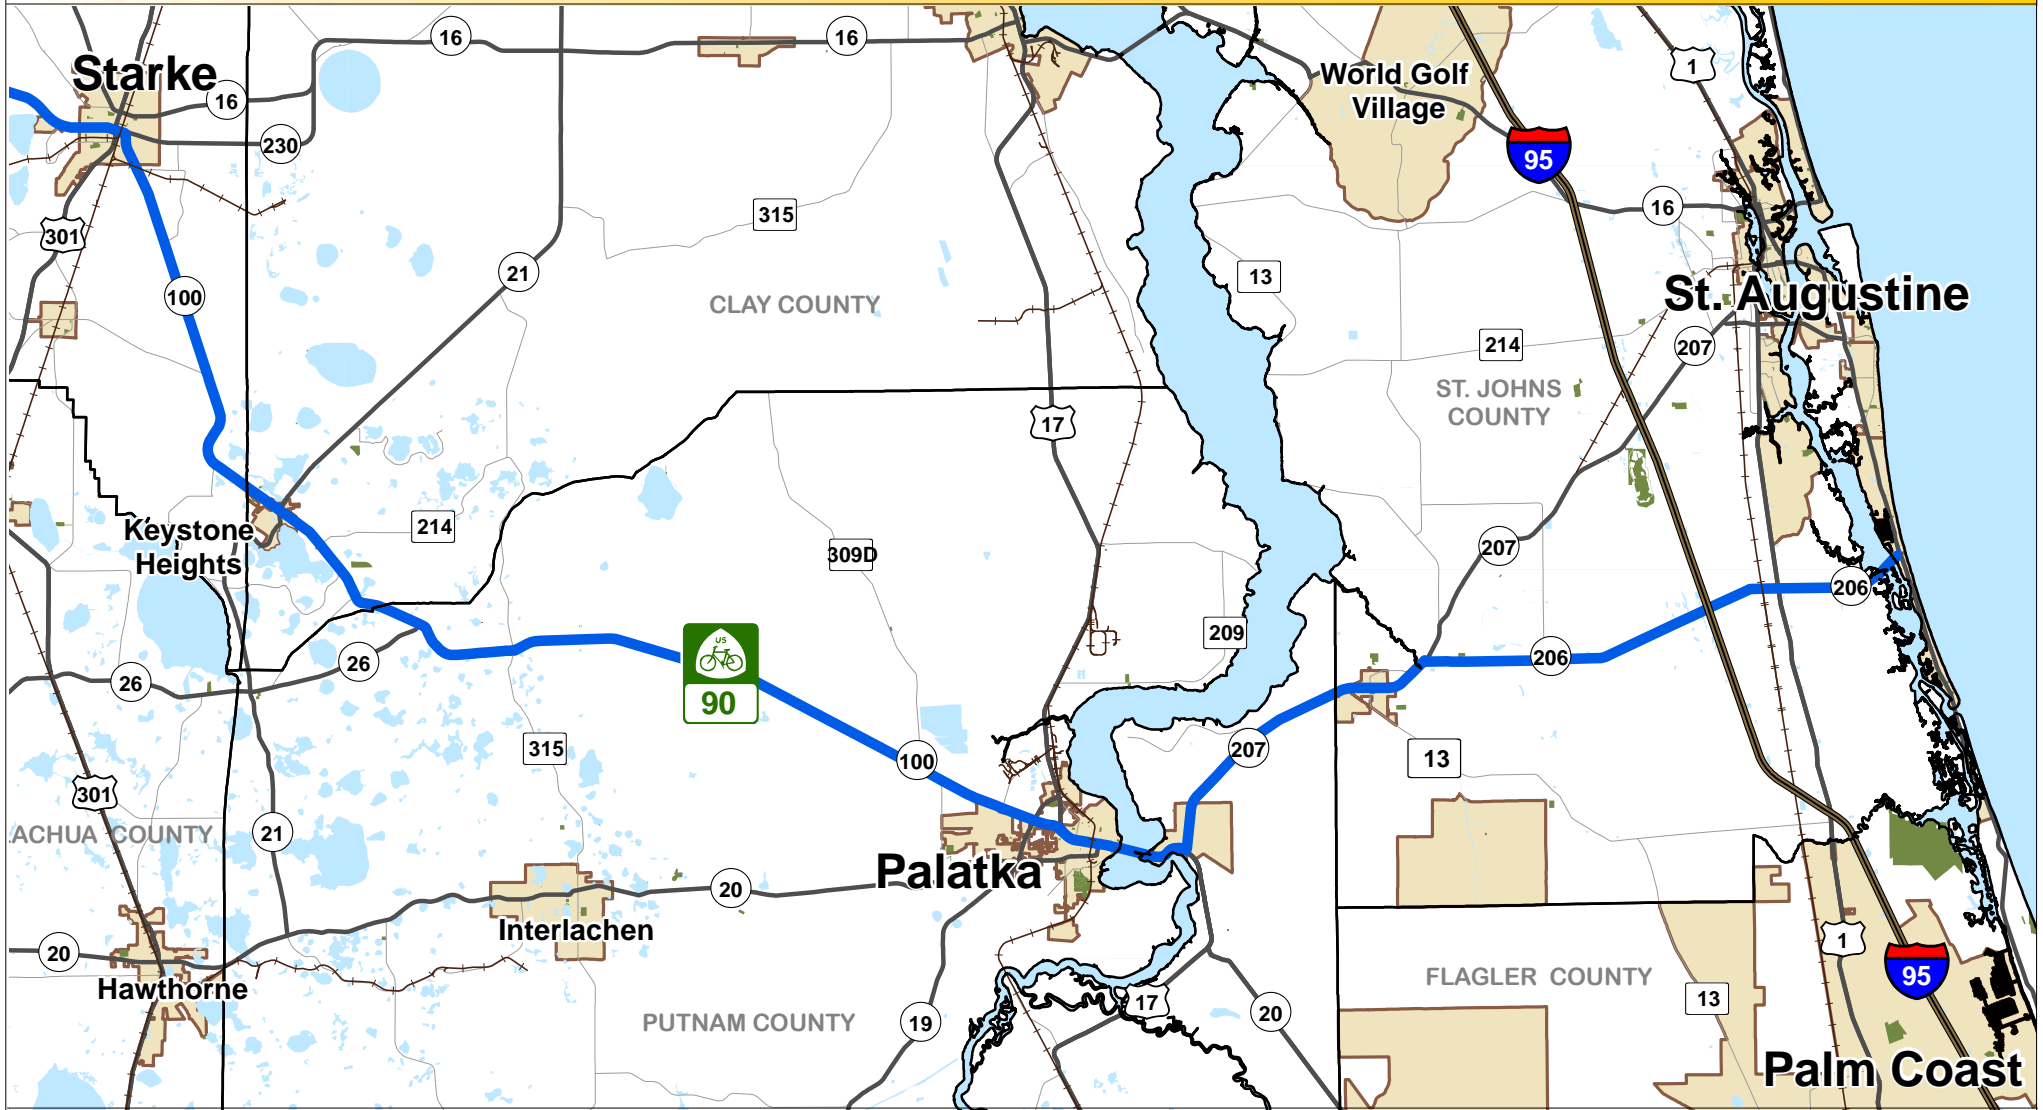 16
16
1
Starke
World Golf
Village
16
230
95
315
16
301
21
13
100
St. Augustine
CLAY COUNTY
214
207
ST. JOHNS
COUNTY
17
Keystone
Heights
214
309D
207
206
209
US
90
26
26
206
315
207
13
100
301
21
ACHUA COUNTY
Palatka
20
Interlachen
20
1
95
Hawthorne
FLAGLER COUNTY
13
17
20
19
PUTNAM COUNTY
Palm Coast